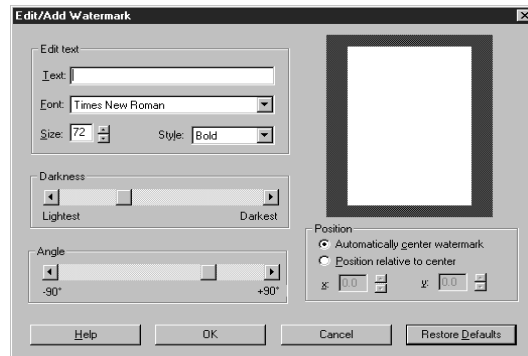 Edit/Add Watermark
Edit text
Text:
Font: Times New Roman
Size: 72 Style: Bold
Darkness
Lightest Darkest
Angle
-90° +90°
Position
Automatically center watermark
Position relative to center
x: 0.0 y: 0.0
Help OK Cancel Restore Defaults